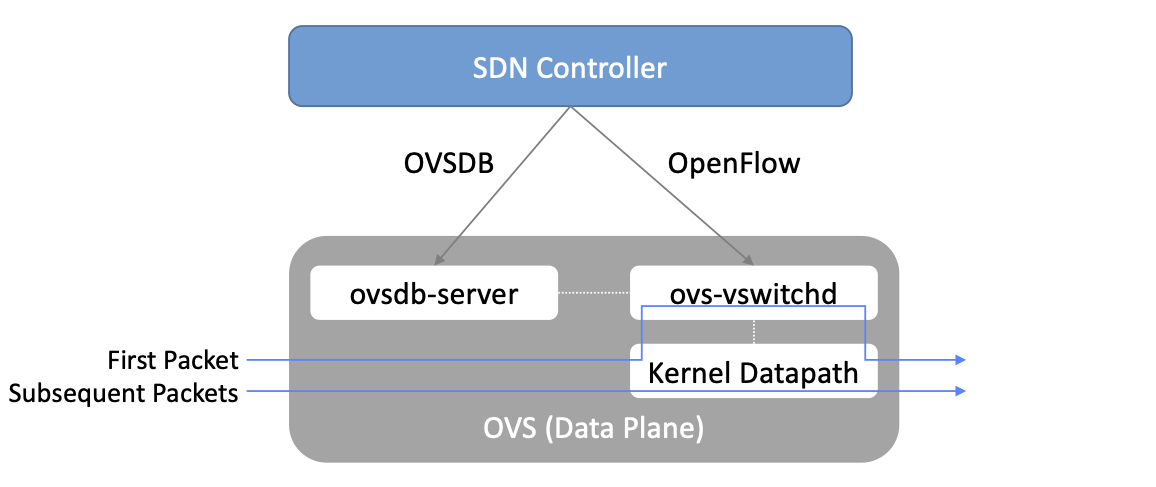 SDN Controller
OVSDB
OpenFlow
ovsdb-server
ovs-vswitchd
First Packet
Kernel Datapath
Subsequent Packets
OVS (Data Plane)